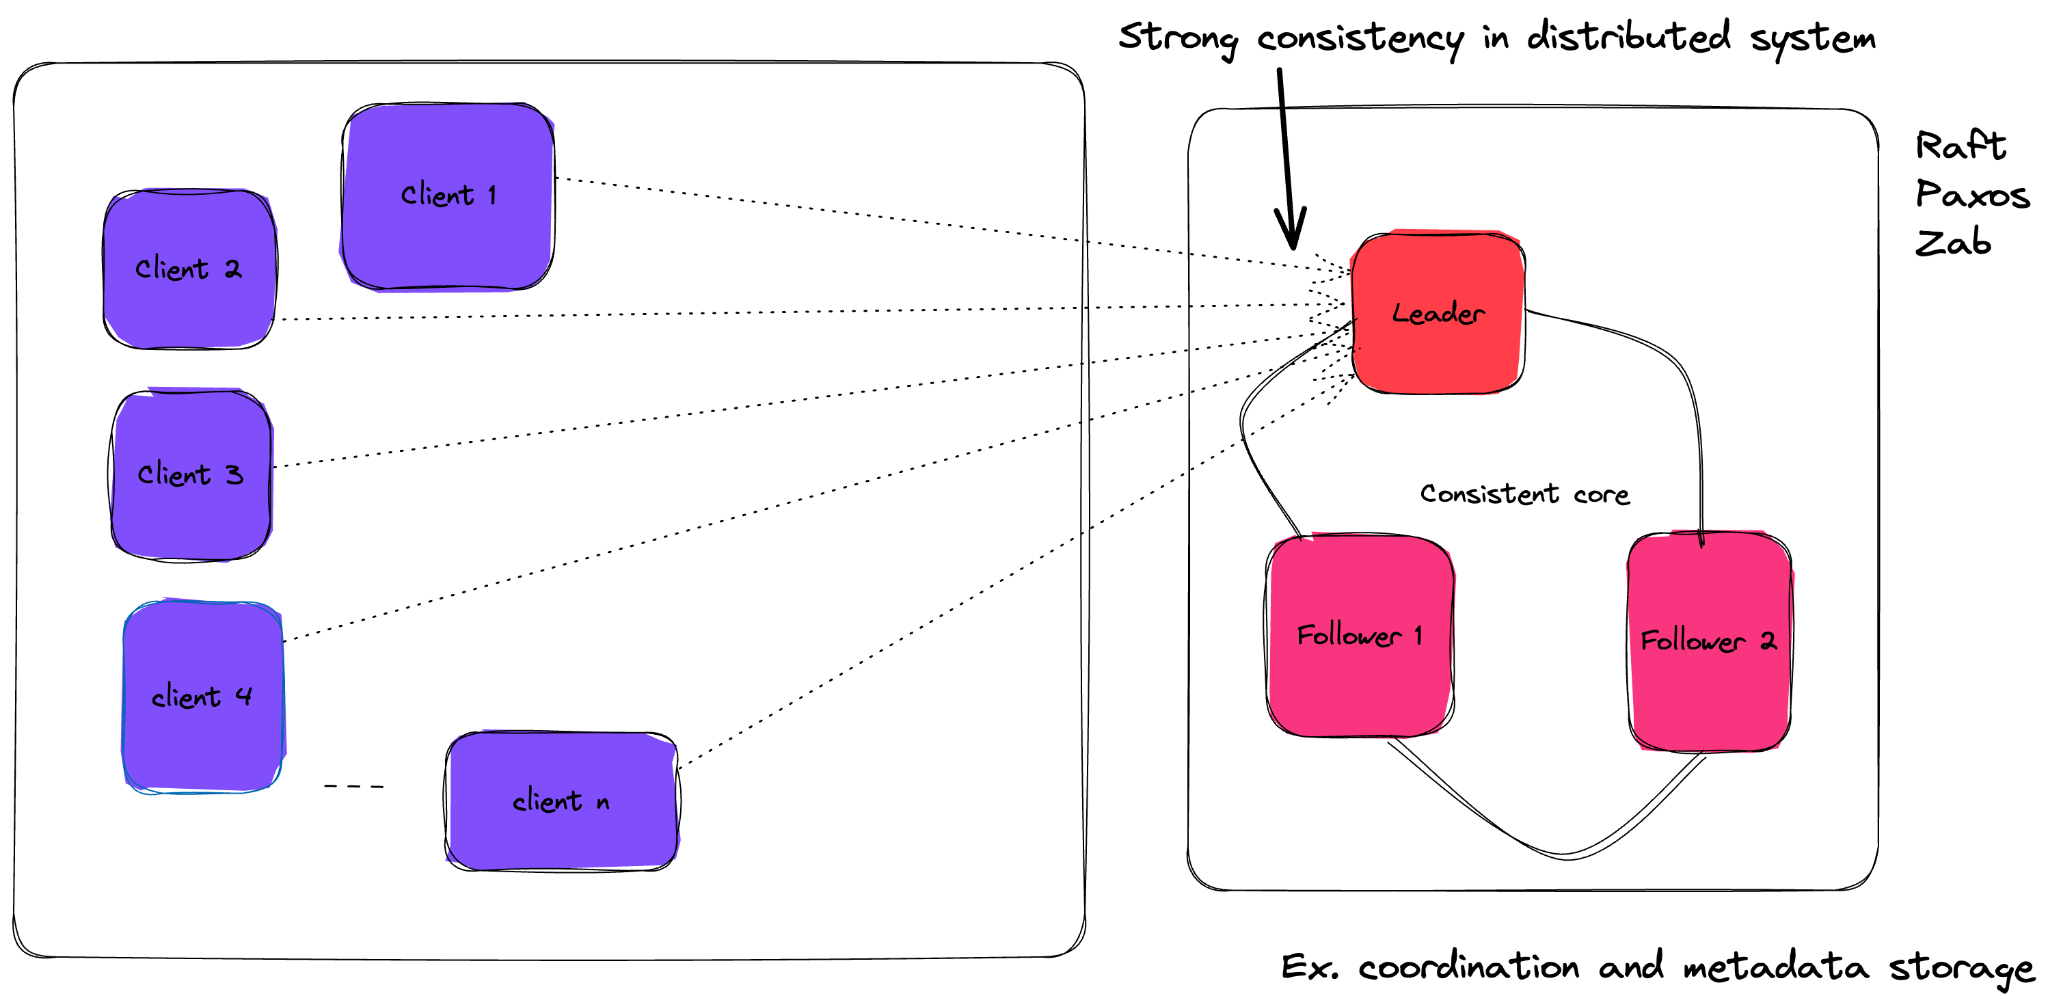 Strong consistency in distributed system
Client 1
Client 2
Client 3
client 4
client n
Leader
Consistent core
Follower 1
Follower 2
Raft
Paxos
Zab
Ex. coordination and metadata storage